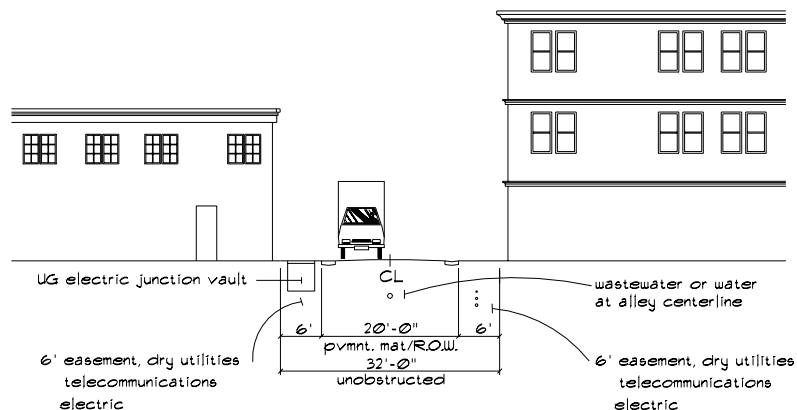 UG electric junction vault
CL
wastewater or water
at alley centerline
6'
20'-0"
6'
pvmnt. mat/R.O.W.
32'-0"
unobstructed
6' easement, dry utilities
telecommunications
electric
6' easement, dry utilities
telecommunications
electric